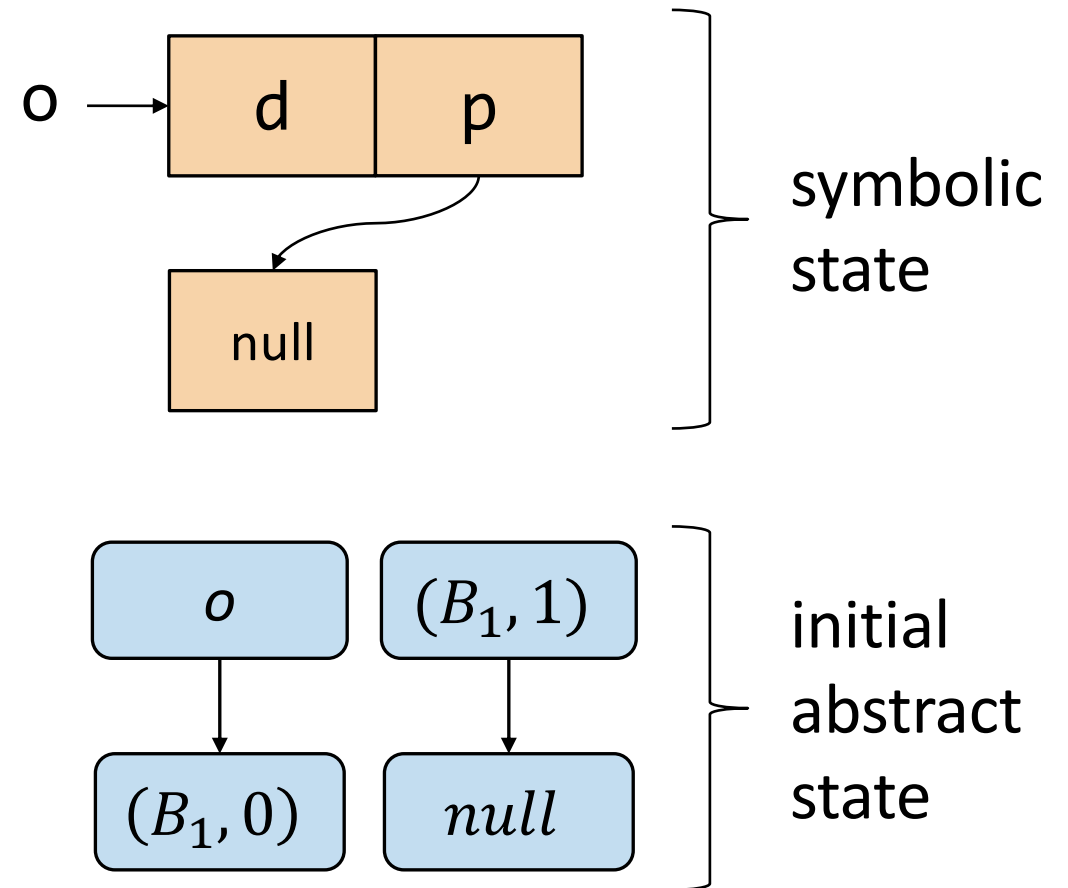 o
d
p
null
symbolic
state
o
(B₁, 1)
(B₁, 0)
null
initial
abstract
state